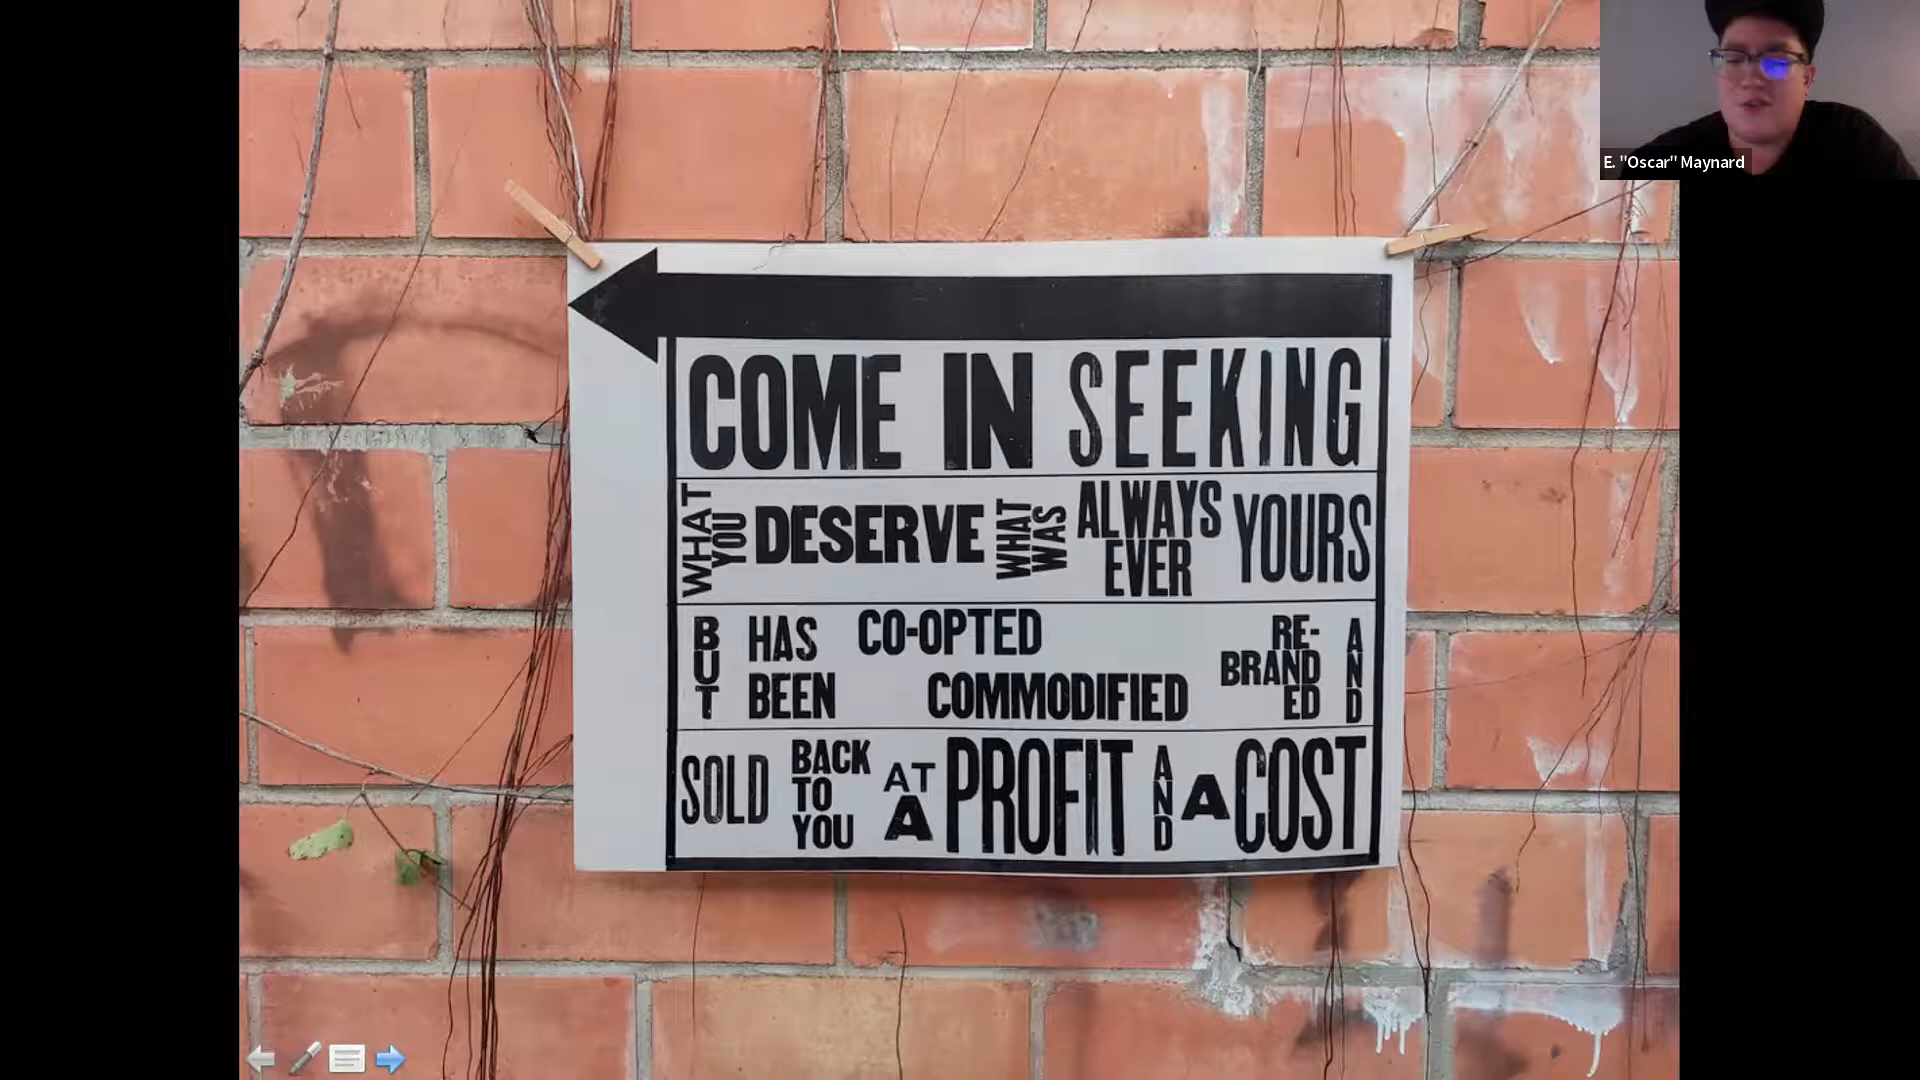 E. "Oscar" Maynard
COME IN SEEKING
WHAT YOU DESERVE WHAT WAS ALWAYS EVER YOURS
BUT HAS BEEN CO-OPTED COMMODIFIED RE-BRANDED AND
SOLD BACK TO YOU AT A PROFIT AND A COST